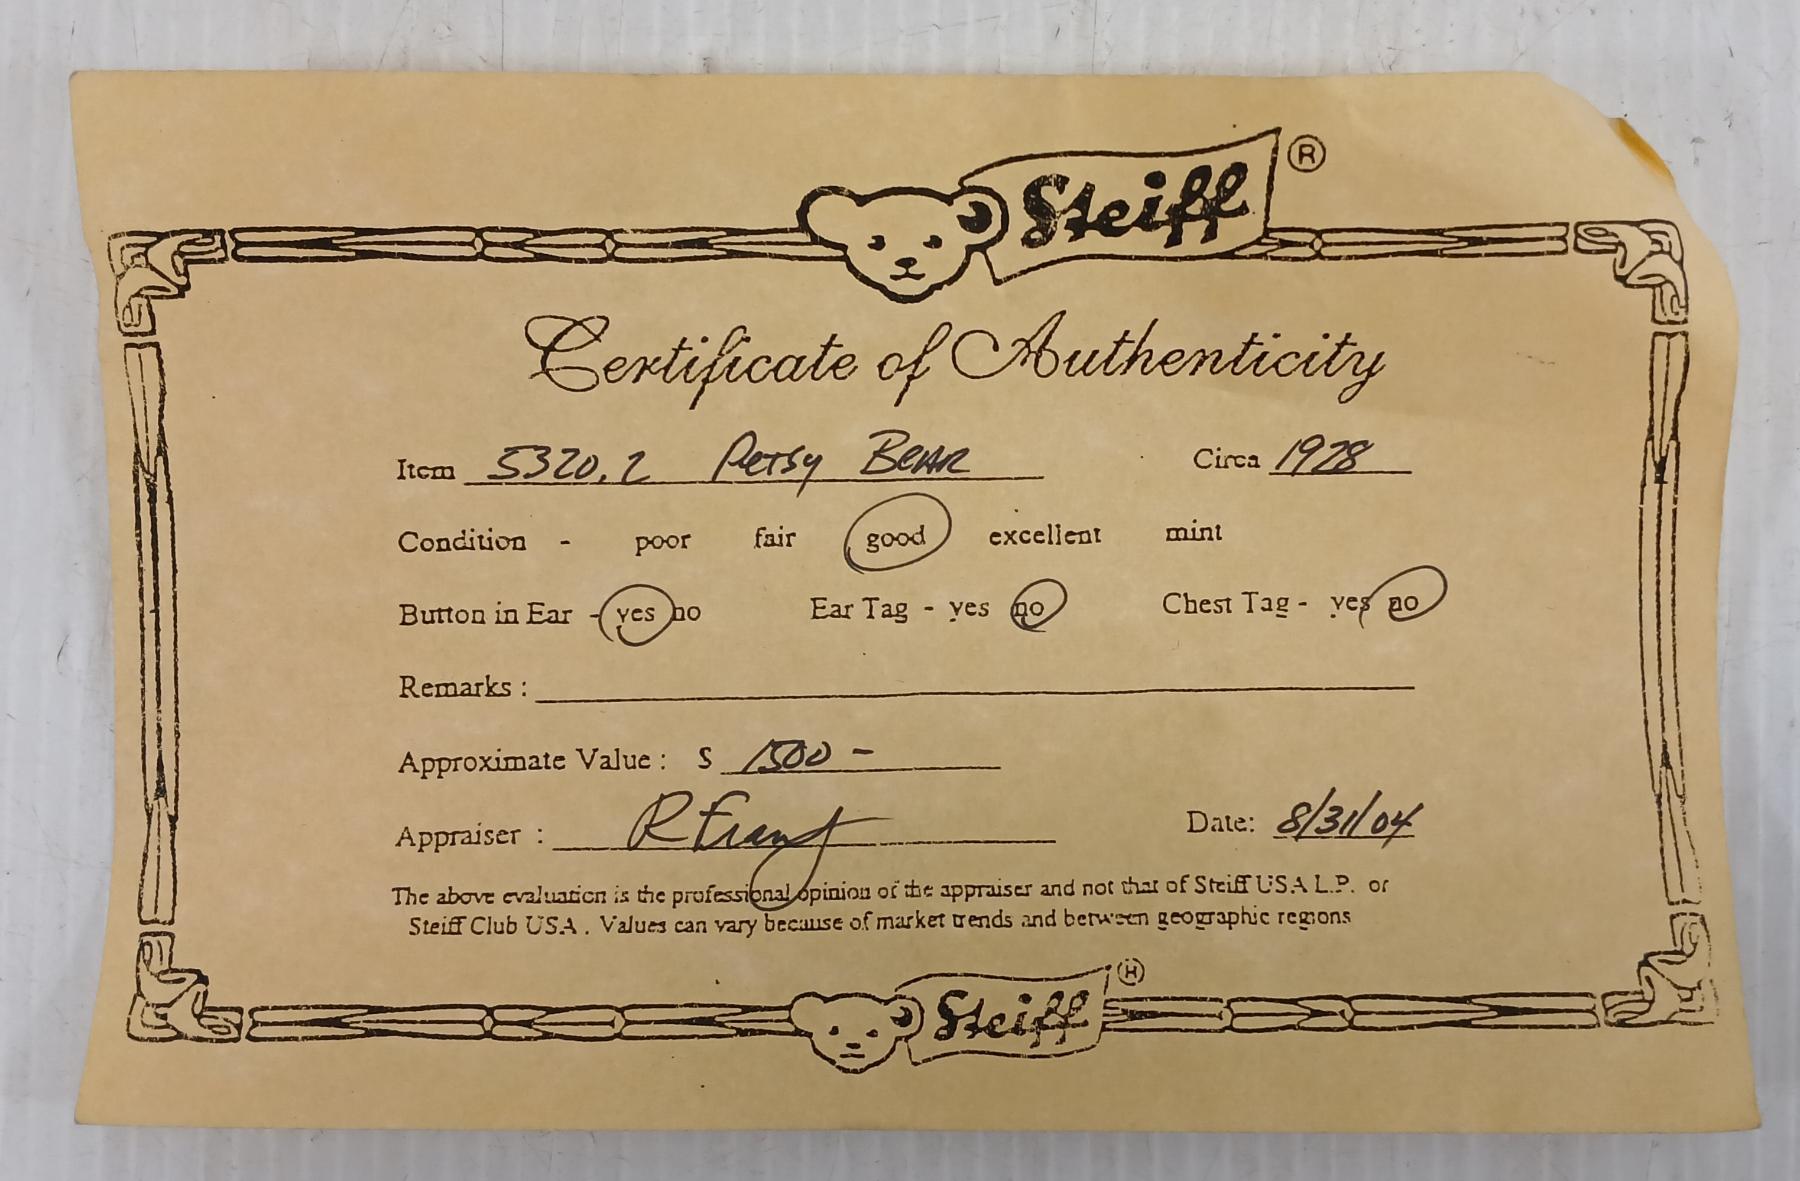 Steiff ®
Certificate of Authenticity
Item 5320.2 Petsy Bear Circa 1928
Condition - poor fair good excellent mint
Button in Ear - yes no Ear Tag - yes no Chest Tag - yes no
Remarks :
Approximate Value : $ 1500 -
Appraiser : R Date: 8/31/04
The above evaluation is the professional opinion of the appraiser and not that of Steiff USA L.P. or
Steiff Club USA . Values can vary because of market trends and between geographic regions
Steiff ®